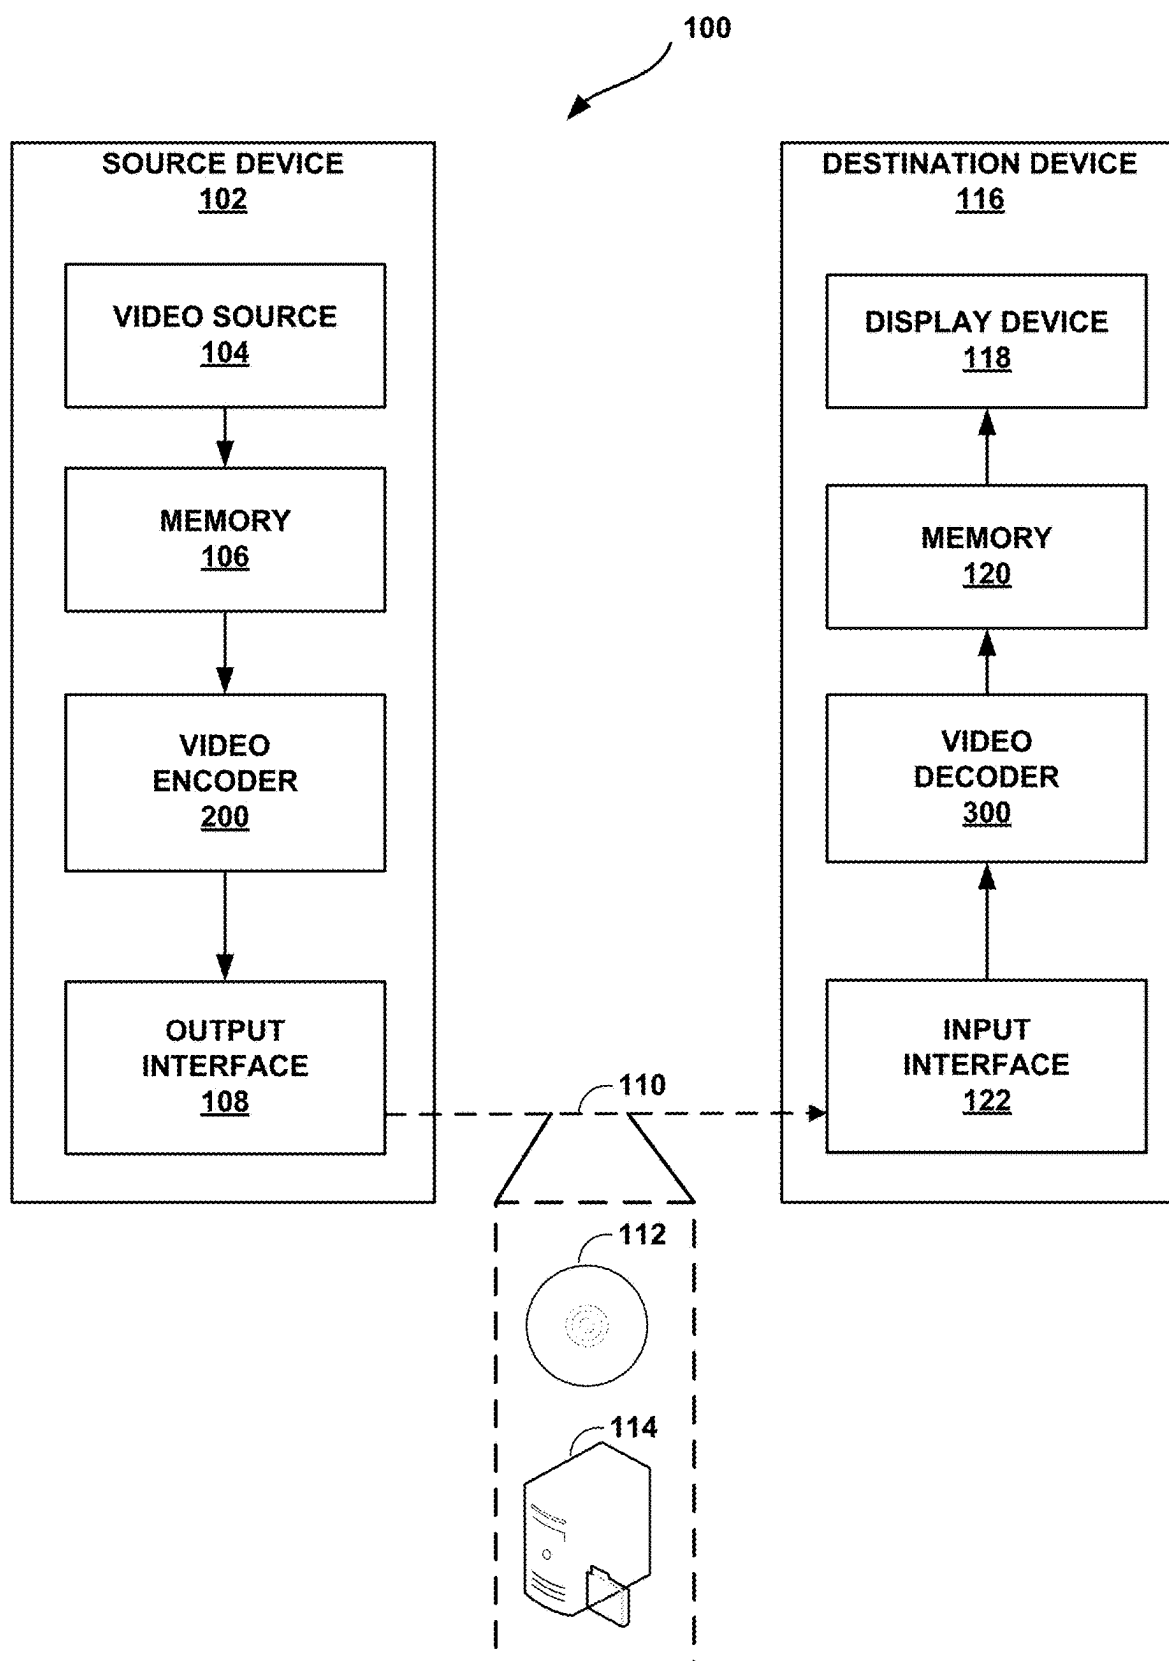 100
SOURCE DEVICE
102
VIDEO SOURCE
104
MEMORY
106
VIDEO
ENCODER
200
OUTPUT
INTERFACE
108
110
112
114
DESTINATION DEVICE
116
DISPLAY DEVICE
118
MEMORY
120
VIDEO
DECODER
300
INPUT
INTERFACE
122